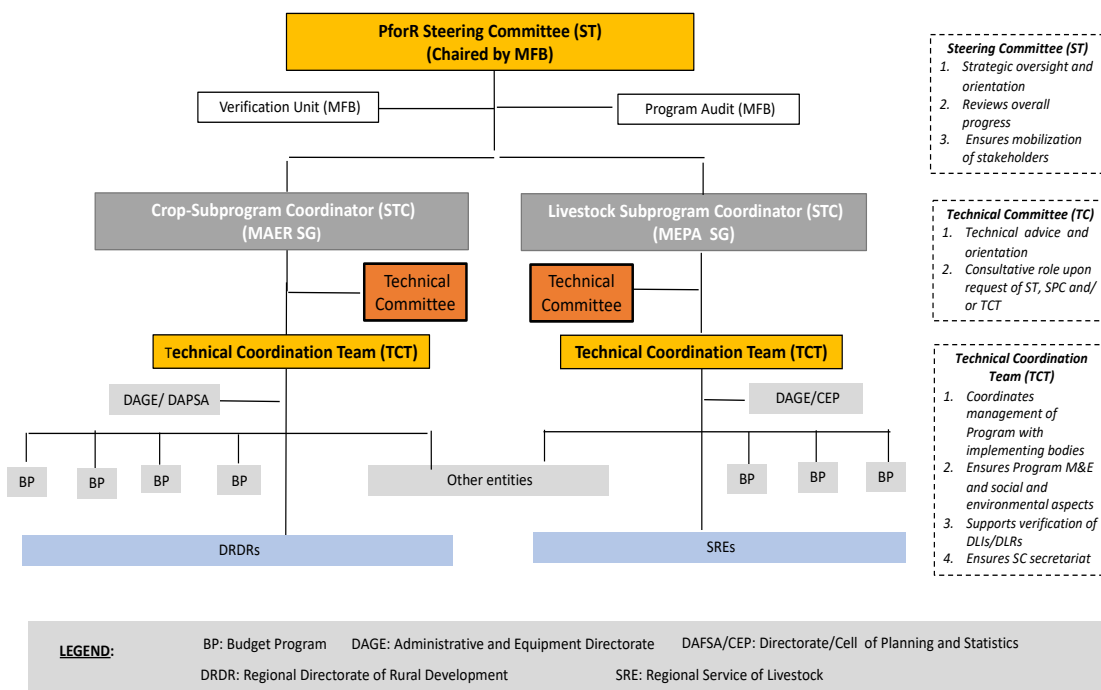 PforR Steering Committee (ST)
(Chaired by MFB)
Verification Unit (MFB)
Program Audit (MFB)
Crop-Subprogram Coordinator (STC)
(MAER SG)
Livestock Subprogram Coordinator (STC)
(MEPA SG)
Technical
Committee
Technical
Committee
Technical Coordination Team (TCT)
Technical Coordination Team (TCT)
DAGE/ DAPSA
DAGE/CEP
BP
BP
BP
BP
Other entities
BP
BP
BP
DRDRs
SREs
Steering Committee (ST)
1. Strategic oversight and
orientation
2. Reviews overall
progress
3. Ensures mobilization
of stakeholders
Technical Committee (TC)
1. Technical advice and
orientation
2. Consultative role upon
request of ST, SPC and/
or TCT
Technical Coordination
Team (TCT)
1. Coordinates
management of
Program with
implementing bodies
2. Ensures Program M&E
and social and
environmental aspects
3. Supports verification of
DLIs/DLRs
4. Ensures SC secretariat
LEGEND:
BP: Budget Program DAGE: Administrative and Equipment Directorate DAFSA/CEP: Directorate/Cell of Planning and Statistics
DRDR: Regional Directorate of Rural Development SRE: Regional Service of Livestock